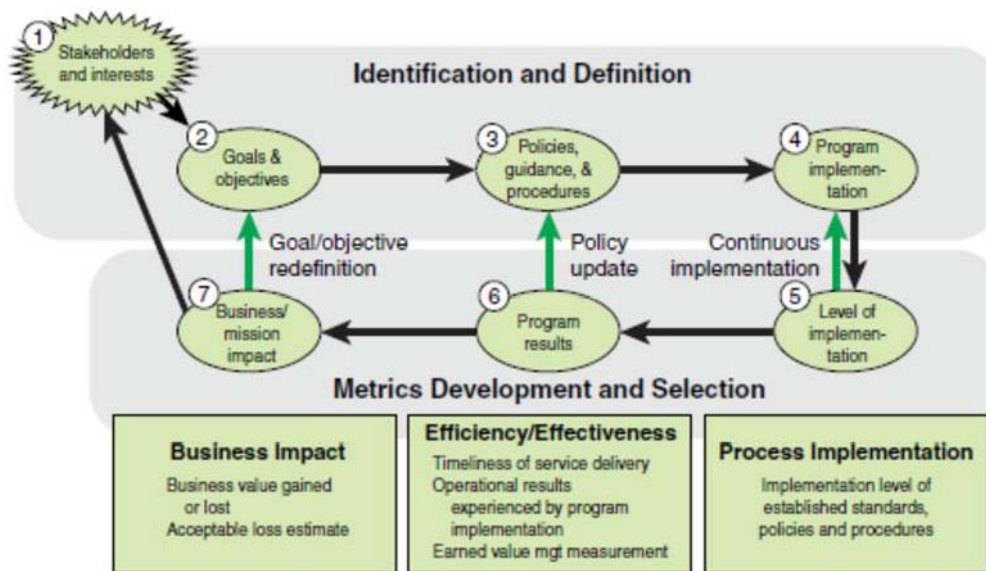 1
Stakeholders
and interests
Identification and Definition
2
Goals &
objectives
3
Policies,
guidance, &
procedures
4
Program
implemen-
tation
Goal/objective
redefinition
Policy
update
Continuous
implementation
7
Business/
mission
impact
6
Program
results
5
Level of
implemen-
tation
Metrics Development and Selection
Business Impact
Business value gained
or lost
Acceptable loss estimate
Efficiency/Effectiveness
Timeliness of service delivery
Operational results
experienced by program
implementation
Earned value mgt measurement
Process Implementation
Implementation level of
established standards,
policies and procedures